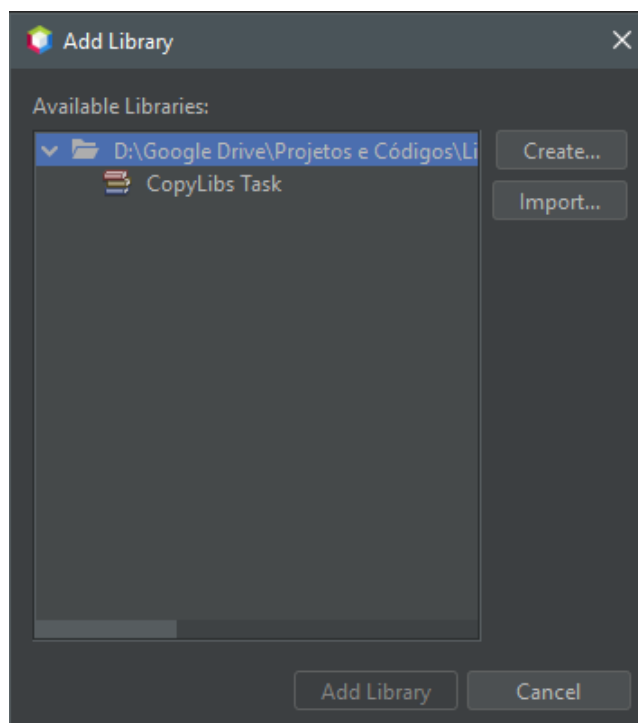 Add Library
Available Libraries:
D:\Google Drive\Projetos e Códigos\Li
Create...
CopyLibs Task
Import...
Add Library
Cancel